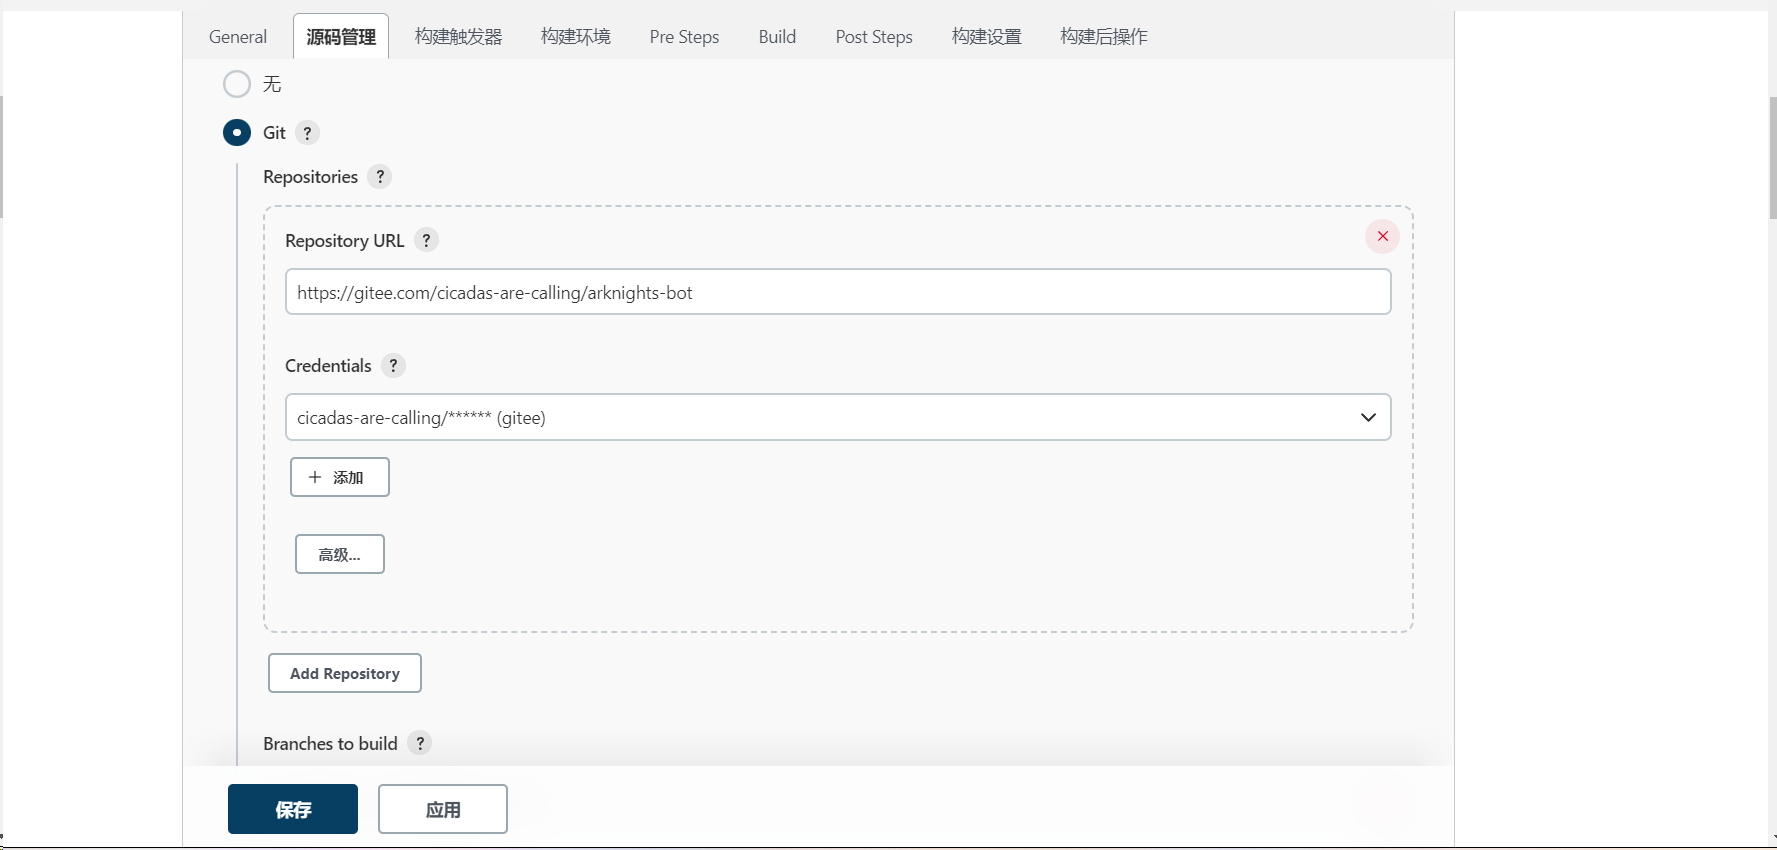 General 源码管理 构建触发器 构建环境 Pre Steps Build Post Steps 构建设置 构建后操作
无
Git ?
Repositories ?
Repository URL ?
https://gitee.com/cicadas-are-calling/arknights-bot
Credentials ?
cicadas-are-calling/****** (gitee)
+ 添加
高级...
Add Repository
Branches to build ?
保存 应用